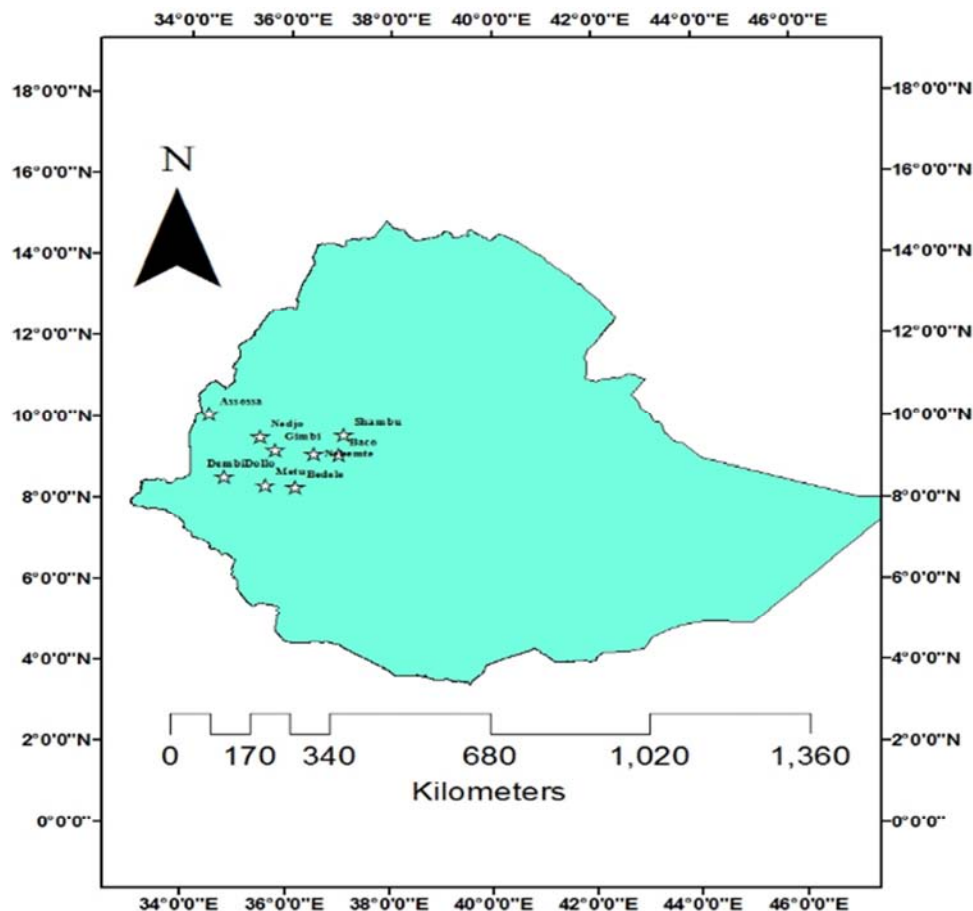 34°0'0"E 36°0'0"E 38°0'0"E 40°0'0"E 42°0'0"E 44°0'0"E 46°0'0"E
18°0'0"N 18°0'0"N
16°0'0"N 16°0'0"N
N
14°0'0"N 14°0'0"N
12°0'0"N 12°0'0"N
10°0'0"N 10°0'0"N
Assossa
Nedjo Shambu
Gimbi Baco
DembiDollo Metu Bedele
8°0'0"N 8°0'0"N
6°0'0"N 6°0'0"N
4°0'0"N 4°0'0"N
2°0'0"N 2°0'0"N
0 170 340 680 1,020 1,360
Kilometers
0°0'0" 0°0'0"
34°0'0"E 36°0'0"E 38°0'0"E 40°0'0"E 42°0'0"E 44°0'0"E 46°0'0"E